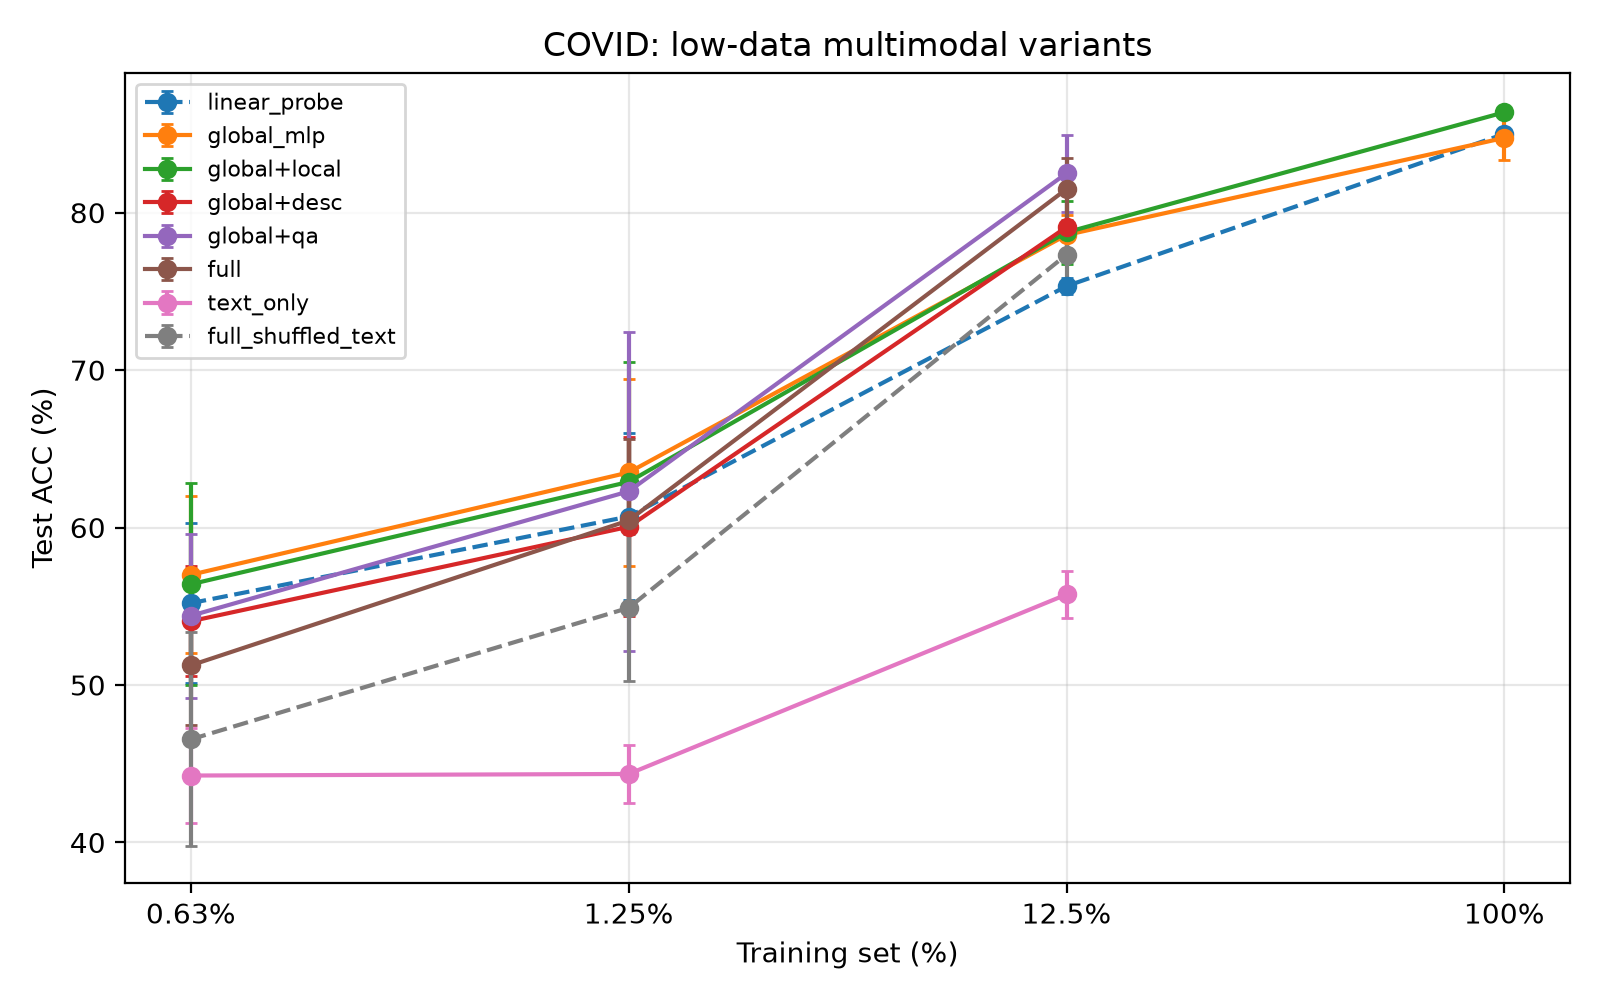 COVID: low-data multimodal variants
linear_probe
global_mlp
global+local
global+desc
global+qa
full
text_only
full_shuffled_text
Test ACC (%)
80
70
60
50
40
0.63%
1.25%
12.5%
100%
Training set (%)